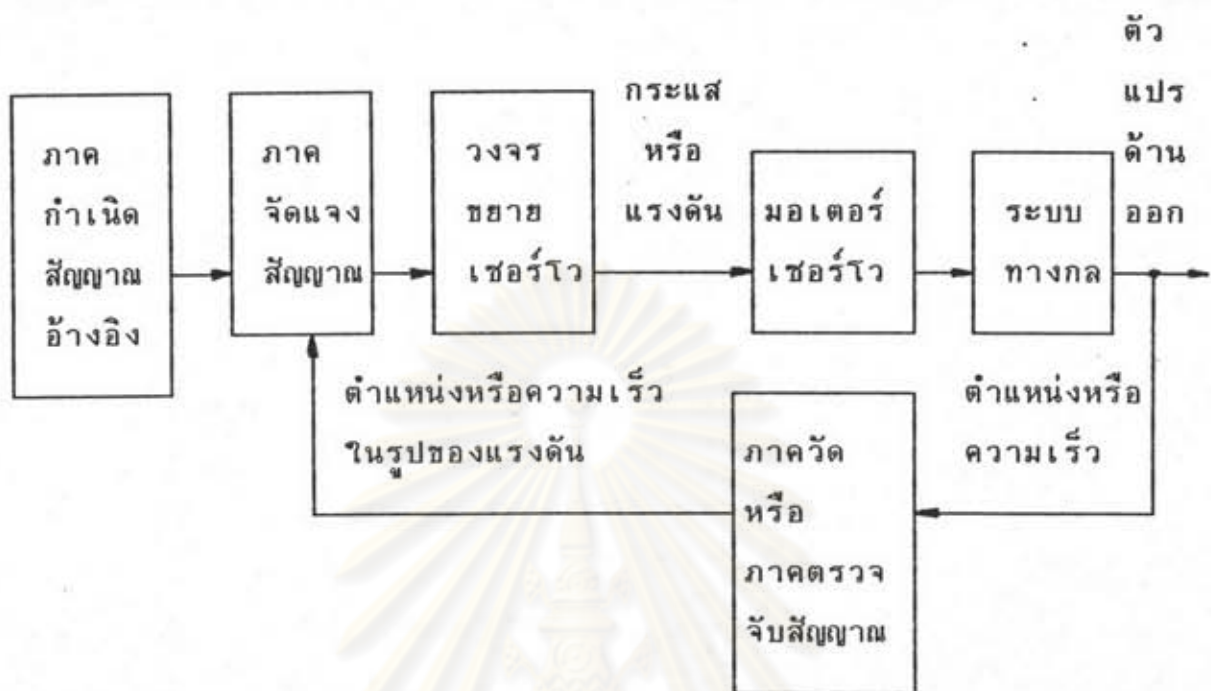 ภาค
กำเนิด
สัญญาณ
อ้างอิง
ภาค
จัดแจง
สัญญาณ
วงจร
ขยาย
เซอร์โว
กระแส
หรือ
แรงดัน
มอเตอร์
เซอร์โว
ระบบ
ทางกล
ตัว
แปร
ด้าน
ออก
ตำแหน่งหรือความเร็ว
ในรูปของแรงดัน
ภาควัด
หรือ
ภาคตรวจ
จับสัญญาณ
ตำแหน่งหรือ
ความเร็ว